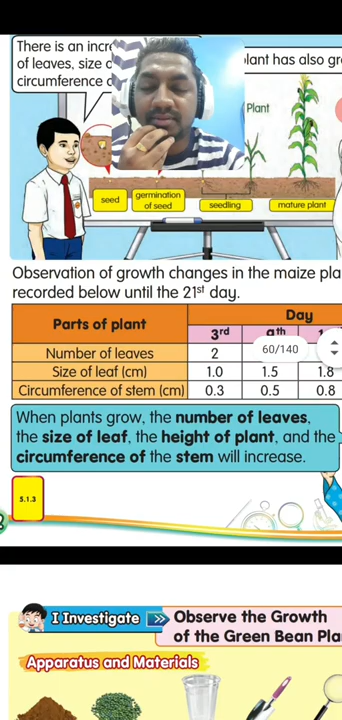 There is an
of leaves, size
circumference
plant has also
Plant
seed
germination
of seed
seedling
mature plant
Observation of growth changes in the maize
recorded below until the 21st day.
Parts of plant
Day
3rd
60/140
Number of leaves
2
Size of leaf (cm)
1.0
1.5
1.8
Circumference of stem (cm)
0.3
0.5
0.8
When plants grow, the number of leaves,
the size of leaf, the height of plant, and the
circumference of the stem will increase.
5.1.3
I Investigate
Observe the Growth
of the Green Bean
Apparatus and Materials